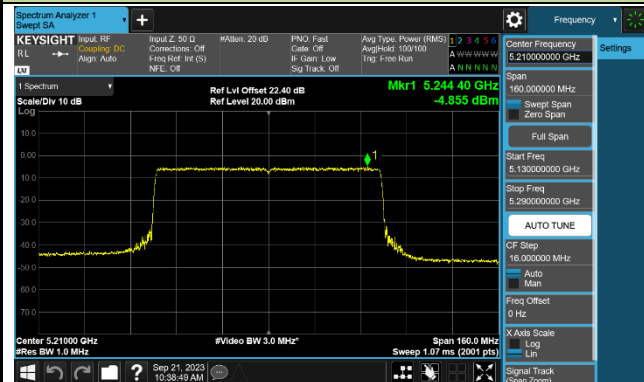 Spectrum Analyzer 1
Swept SA
Frequency
KEYSIGHT
RL
LXI
Input: RF
Coupling: DC
Align: Auto
Input Z: 50 Ω
Corrections: Off
Freq Ref: Int (S)
NFE: Off
#Atten: 20 dB
PNO: Fast
Gate: Off
IF Gain: Low
Sig Track: Off
Avg Type: Power (RMS)
Avg|Hold: 100/100
Trig: Free Run
1 2 3 4 5 6
A W W W W W
A N N N N N
1 Spectrum
Scale/Div 10 dB
Ref Lvl Offset 22.40 dB
Ref Level 20.00 dBm
Mkr1 5.244 40 GHz
-4.855 dBm
Log
10.0
0.00
-10.0
-20.0
-30.0
-40.0
-50.0
-60.0
-70.0
1
Center 5.21000 GHz
#Res BW 1.0 MHz
#Video BW 3.0 MHz*
Span 160.0 MHz
Sweep 1.07 ms (2001 pts)
Sep 21, 2023
10:38:49 AM
Center Frequency
5.210000000 GHz
Span
160.000000 MHz
Swept Span
Zero Span
Full Span
Start Freq
5.130000000 GHz
Stop Freq
5.290000000 GHz
AUTO TUNE
CF Step
16.000000 MHz
Auto
Man
Freq Offset
0 Hz
X Axis Scale
Log
Lin
Signal Track
(Span Zoom)
Settings